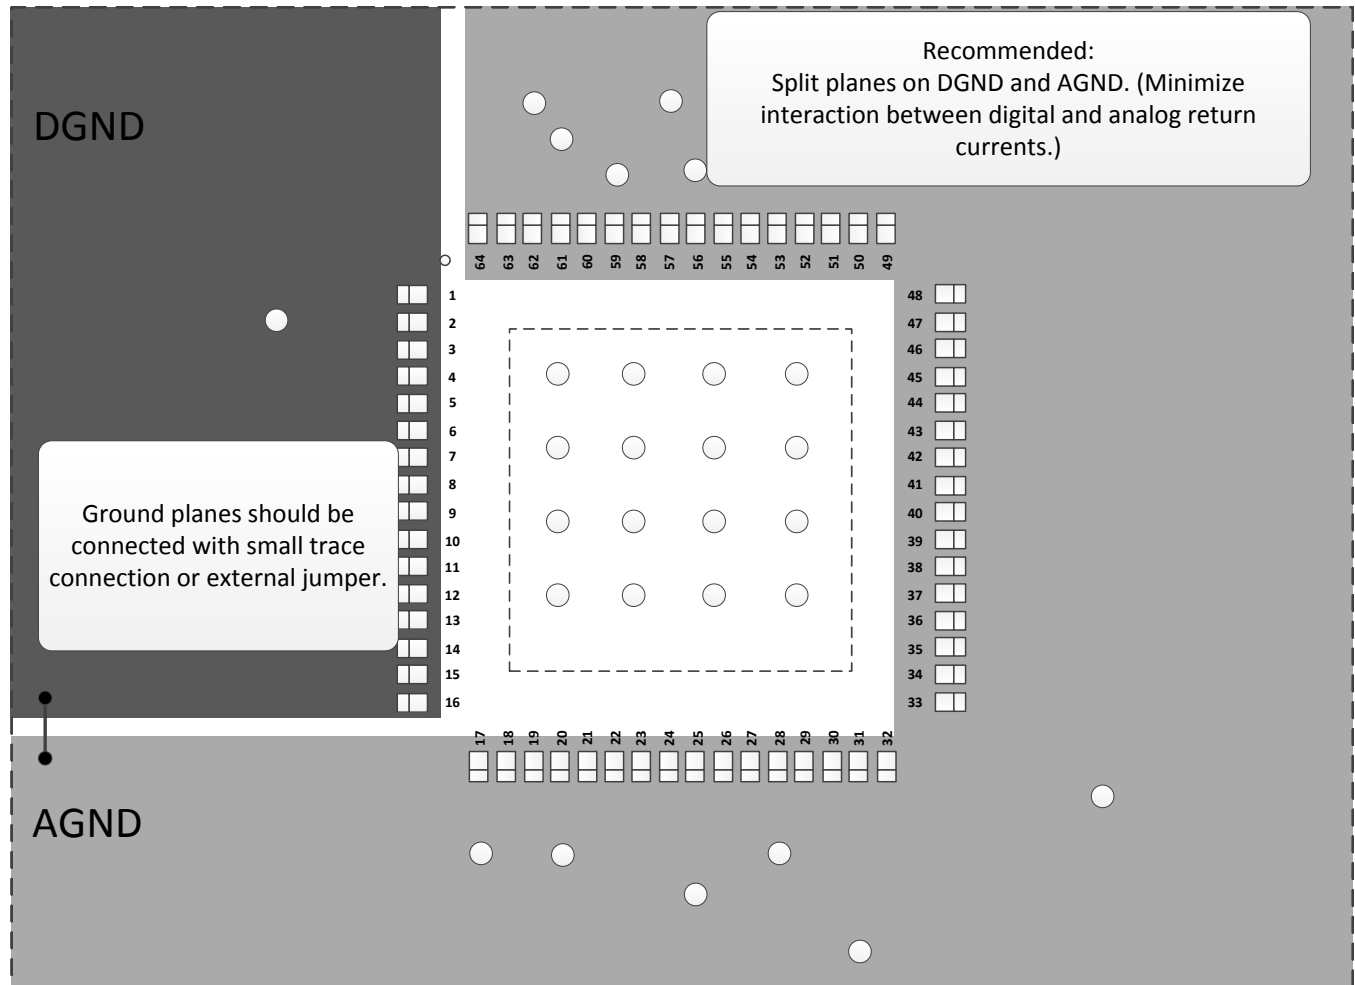 DGND
Recommended:
Split planes on DGND and AGND. (Minimize
interaction between digital and analog return
currents.)
64 63 62 61 60 59 58 57 56 55 54 53 52 51 50 49
1
2
3
4
5
6
7
8
9
10
11
12
13
14
15
16
48
47
46
45
44
43
42
41
40
39
38
37
36
35
34
33
Ground planes should be
connected with small trace
connection or external jumper.
17 18 19 20 21 22 23 24 25 26 27 28 29 30 31 32
AGND